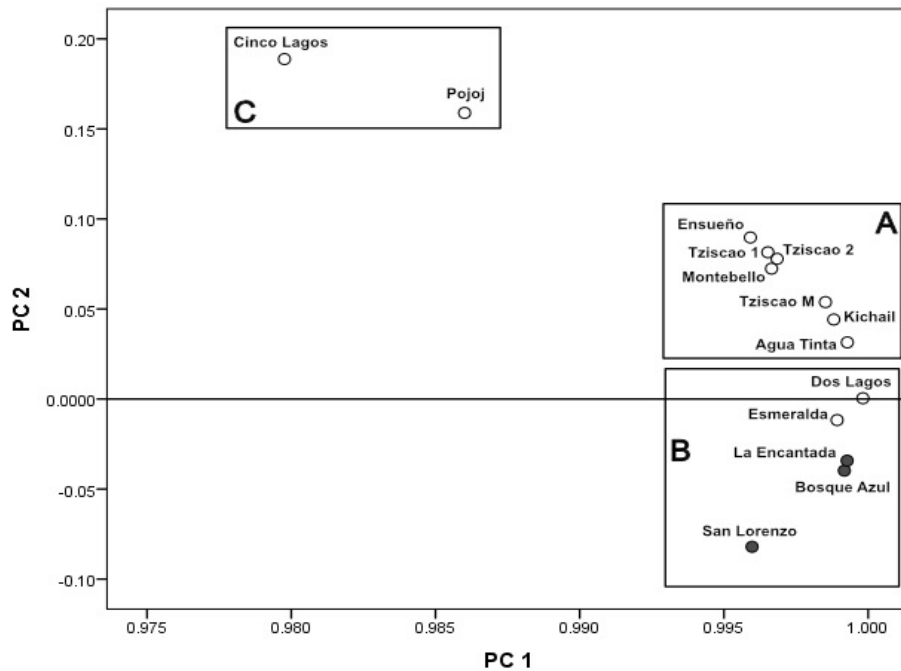 0.20
0.15
0.10
0.05
0.0000
-0.05
-0.10
PC 2
Cinco Lagos
Pojoj
C
Ensueño
A
Tziscao 1
Tziscao 2
Montebello
Tziscao M
Kichail
Agua Tinta
Dos Lagos
Esmeralda
B
La Encantada
Bosque Azul
San Lorenzo
0.975
0.980
0.985
0.990
0.995
1.000
PC 1